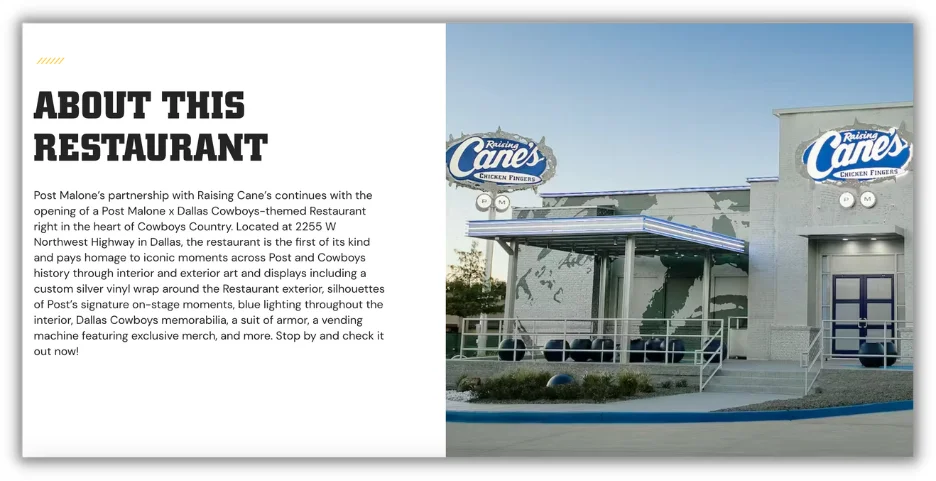 ABOUT THIS
RESTAURANT
Post Malone's partnership with Raising Cane's continues with the
opening of a Post Malone x Dallas Cowboys-themed Restaurant
right in the heart of Cowboys Country. Located at 2255 W
Northwest Highway in Dallas, the restaurant is the first of its kind
and pays homage to iconic moments across Post and Cowboys
history through interior and exterior art and displays including a
custom silver vinyl wrap around the Restaurant exterior, silhouettes
of Post's signature on-stage moments, blue lighting throughout the
interior, Dallas Cowboys memorabilia, a suit of armor, a vending
machine featuring exclusive merch, and more. Stop by and check it
out now!
Raising
Cane's
CHICKEN FINGERS
P M
Raising
Cane's
CHICKEN FINGERS
P M